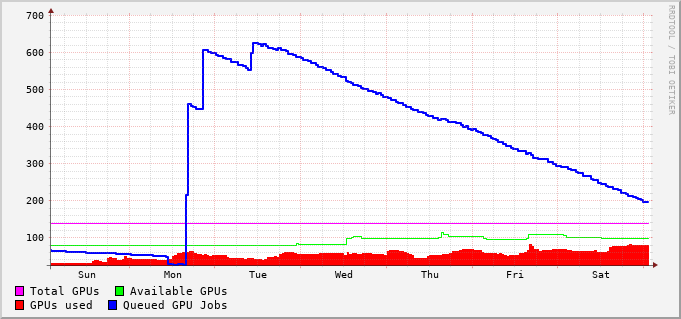 700
600
500
400
300
200
100
Sun Mon Tue Wed Thu Fri Sat
Total GPUs Available GPUs
GPUs used Queued GPU Jobs
RRDTOOL / TOBI OETIKER